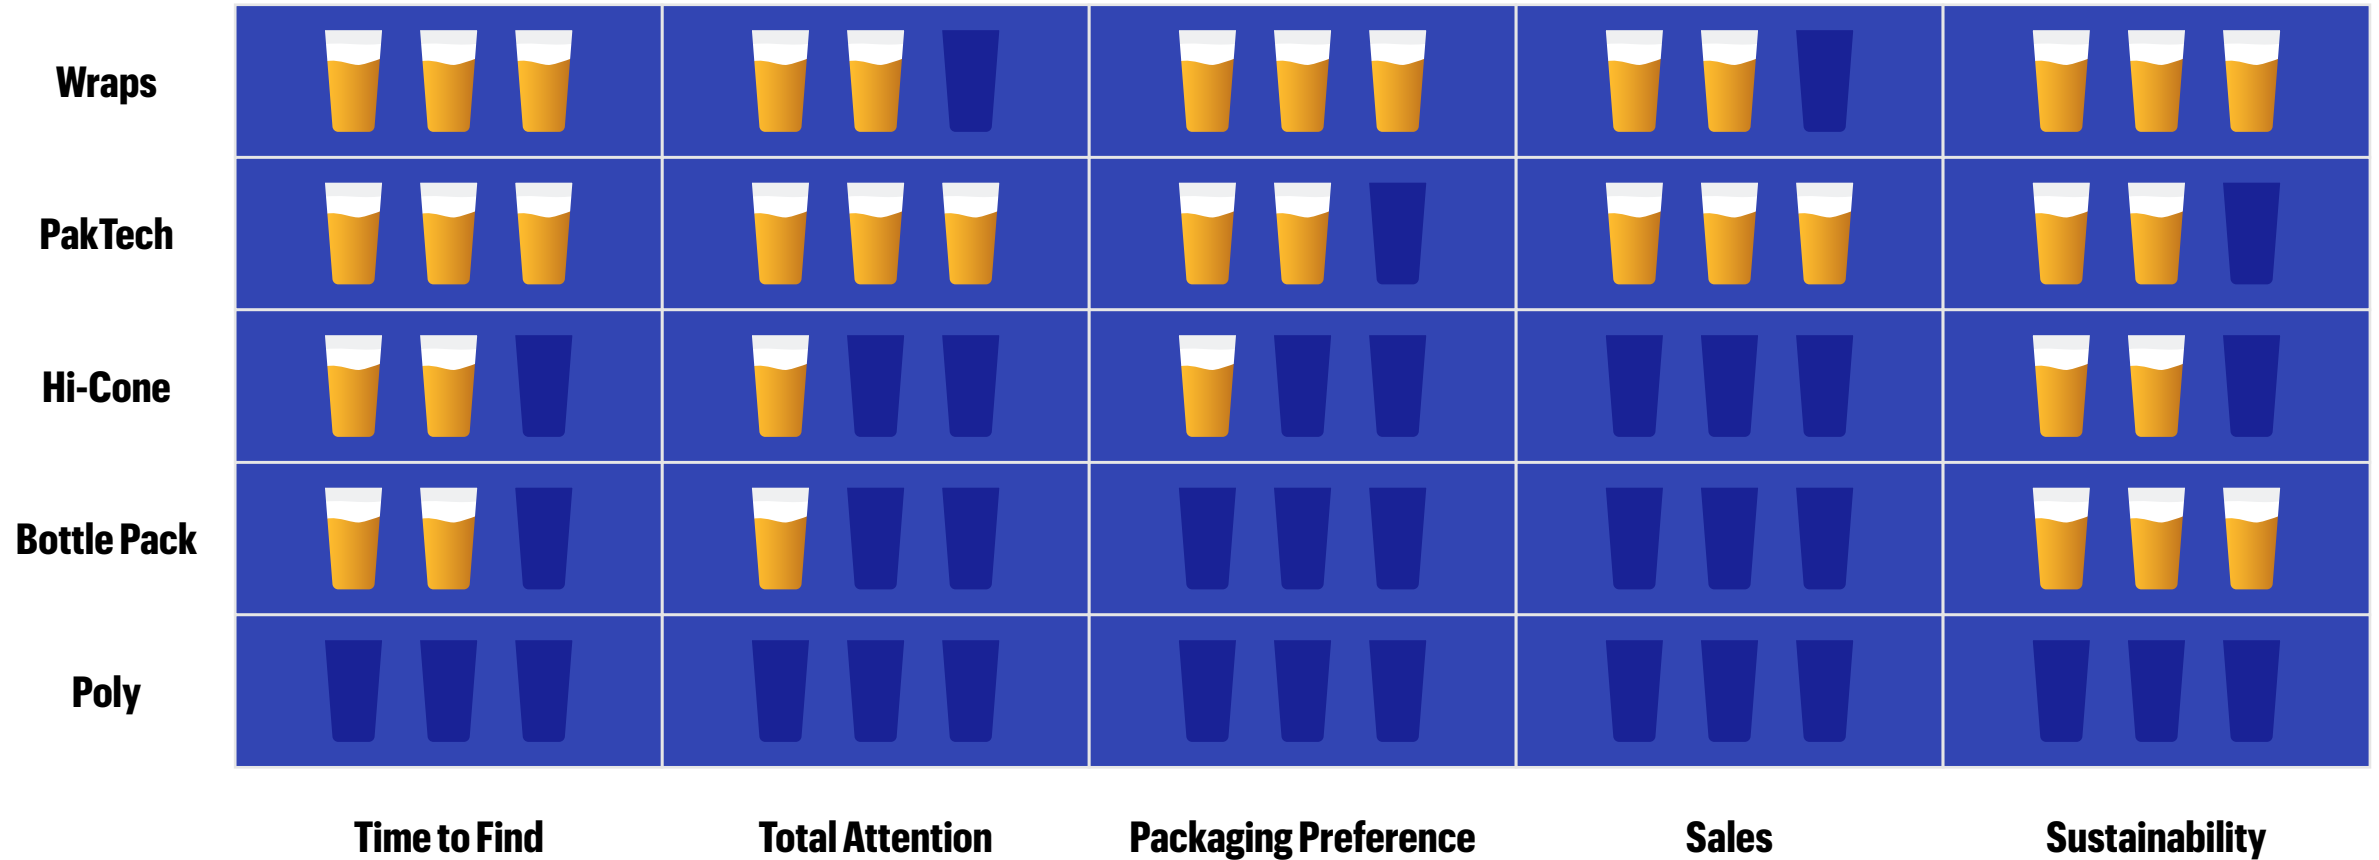 Wraps
PakTech
Hi-Cone
Bottle Pack
Poly
Time to Find
Total Attention
Packaging Preference
Sales
Sustainability